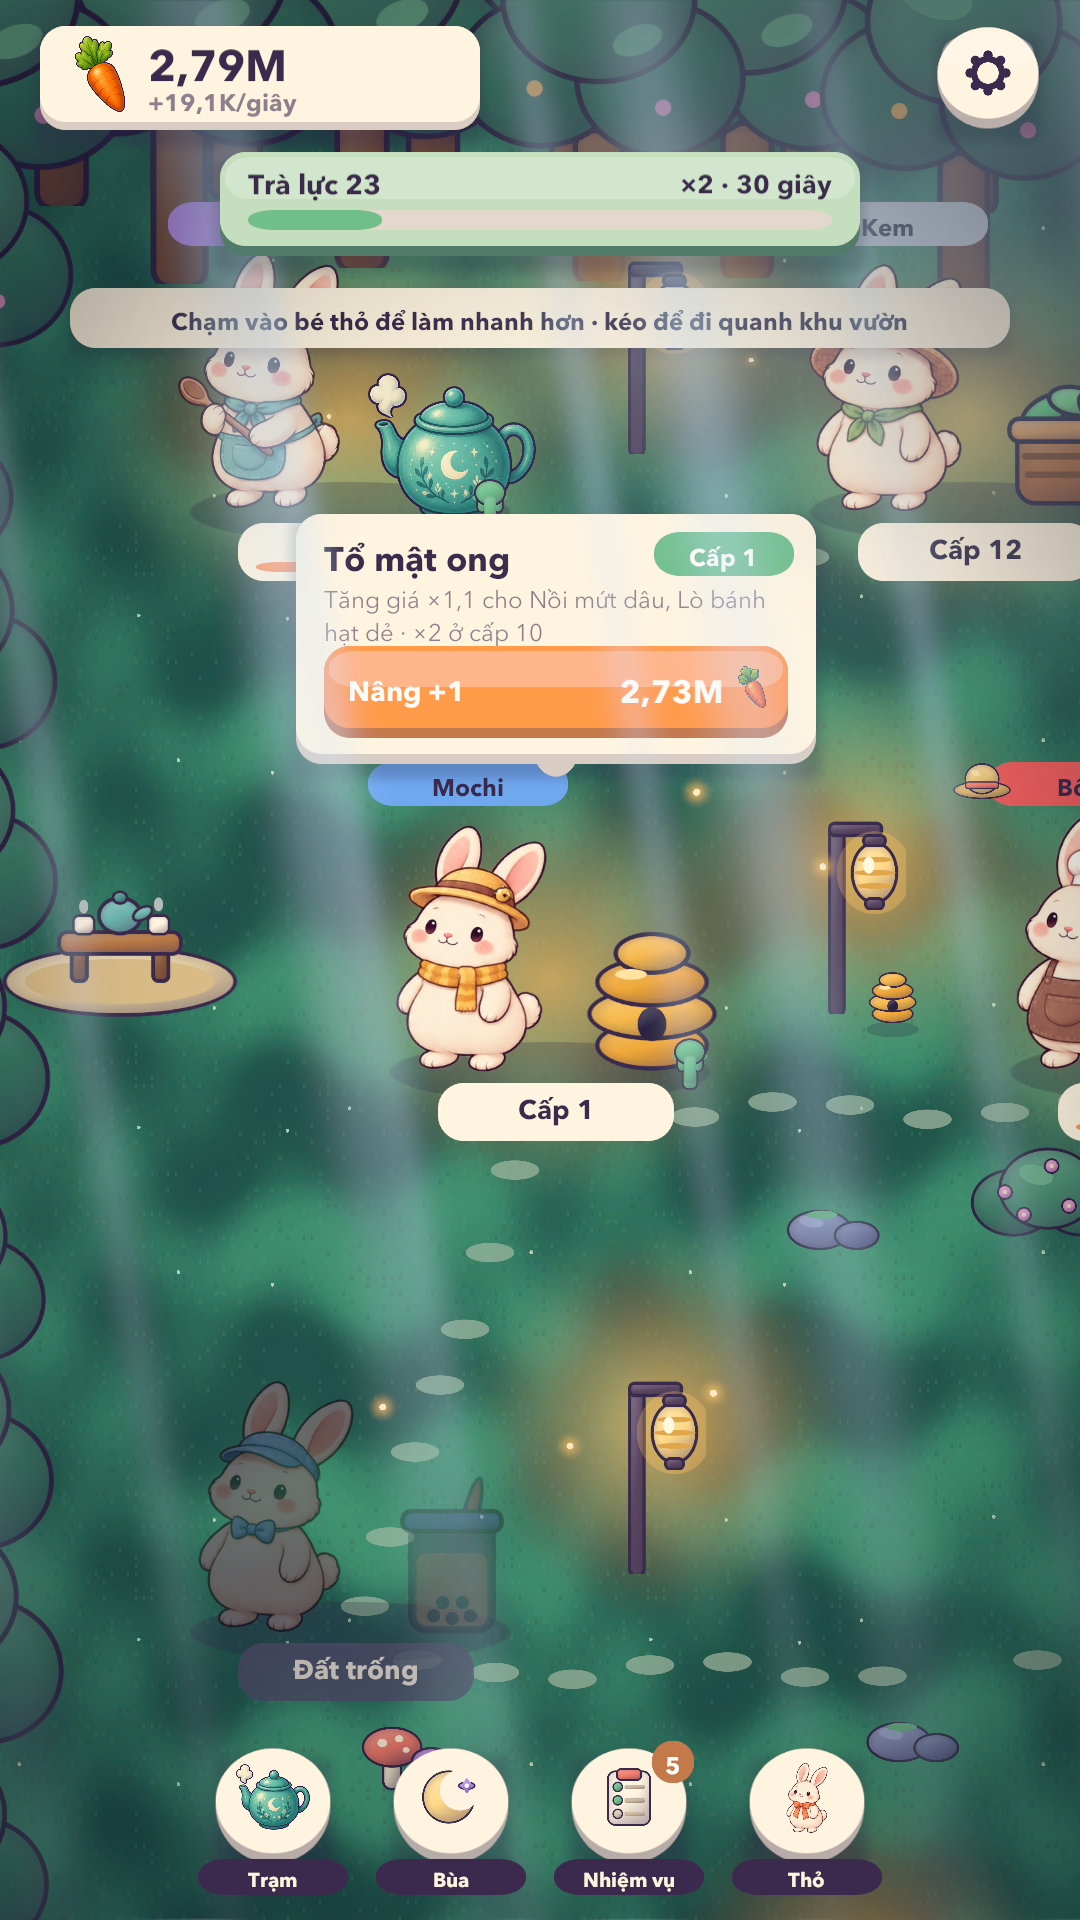 2,79M
+19,1K/giây
Trà lực 23
×2 · 30 giây
Kem
Chạm vào bé thỏ để làm nhanh hơn · kéo để đi quanh khu vườn
Cấp 12
Tổ mật ong
Cấp 1
Tăng giá ×1,1 cho Nồi mứt dâu, Lò bánh
hạt dẻ · ×2 ở cấp 10
Nâng +1
2,73M
Mochi
Cấp 1
Đất trống
5
Trạm
Bùa
Nhiệm vụ
Thỏ